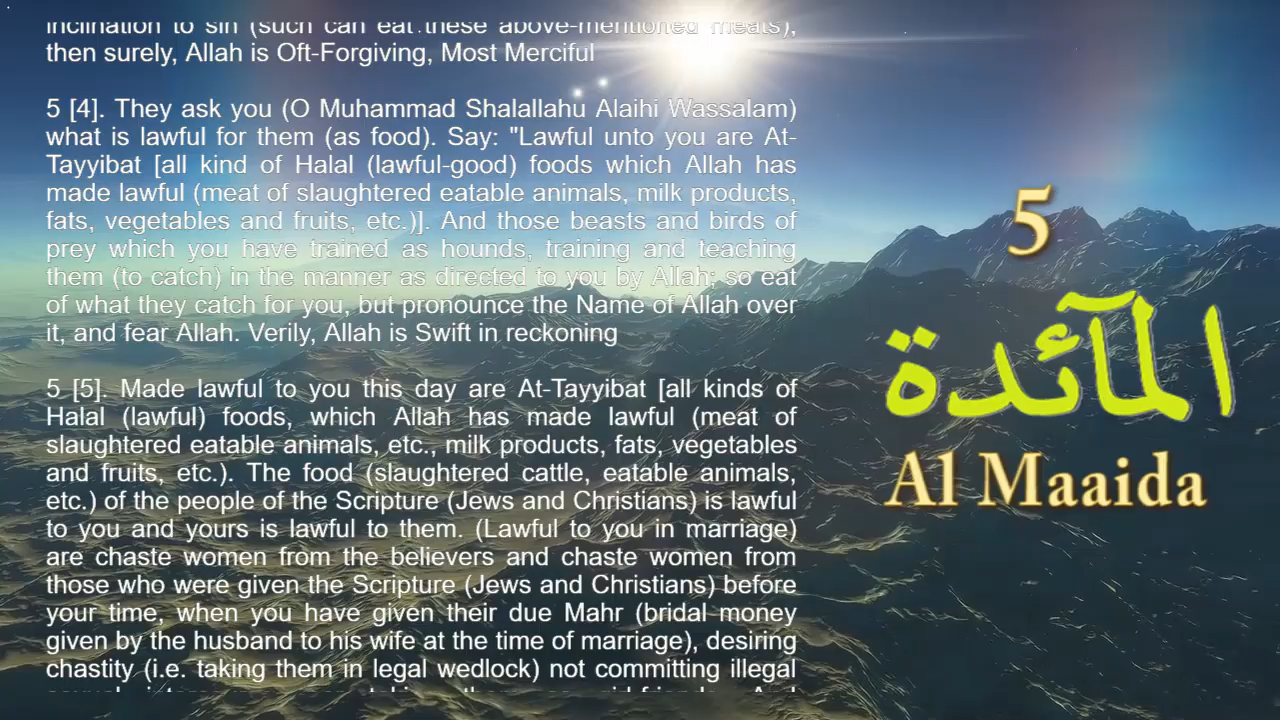 inclination to sin (such can eat these above-mentioned meats),
then surely, Allah is Oft-Forgiving, Most Merciful
5 [4]. They ask you (O Muhammad Shalallahu Alaihi Wassalam)
what is lawful for them (as food). Say: "Lawful unto you are At-
Tayyibat [all kind of Halal (lawful-good) foods which Allah has
made lawful (meat of slaughtered eatable animals, milk products,
fats, vegetables and fruits, etc.)]. And those beasts and birds of
prey which you have trained as hounds, training and teaching
them (to catch) in the manner as directed to you by Allah; so eat
of what they catch for you, but pronounce the Name of Allah over
it, and fear Allah. Verily, Allah is Swift in reckoning
5 [5]. Made lawful to you this day are At-Tayyibat [all kinds of
Halal (lawful) foods, which Allah has made lawful (meat of
slaughtered eatable animals, etc., milk products, fats, vegetables
and fruits, etc.). The food (slaughtered cattle, eatable animals,
etc.) of the people of the Scripture (Jews and Christians) is lawful
to you and yours is lawful to them. (Lawful to you in marriage)
are chaste women from the believers and chaste women from
those who were given the Scripture (Jews and Christians) before
your time, when you have given their due Mahr (bridal money
given by the husband to his wife at the time of marriage), desiring
chastity (i.e. taking them in legal wedlock) not committing illegal
5
المآئدة
Al Maaida